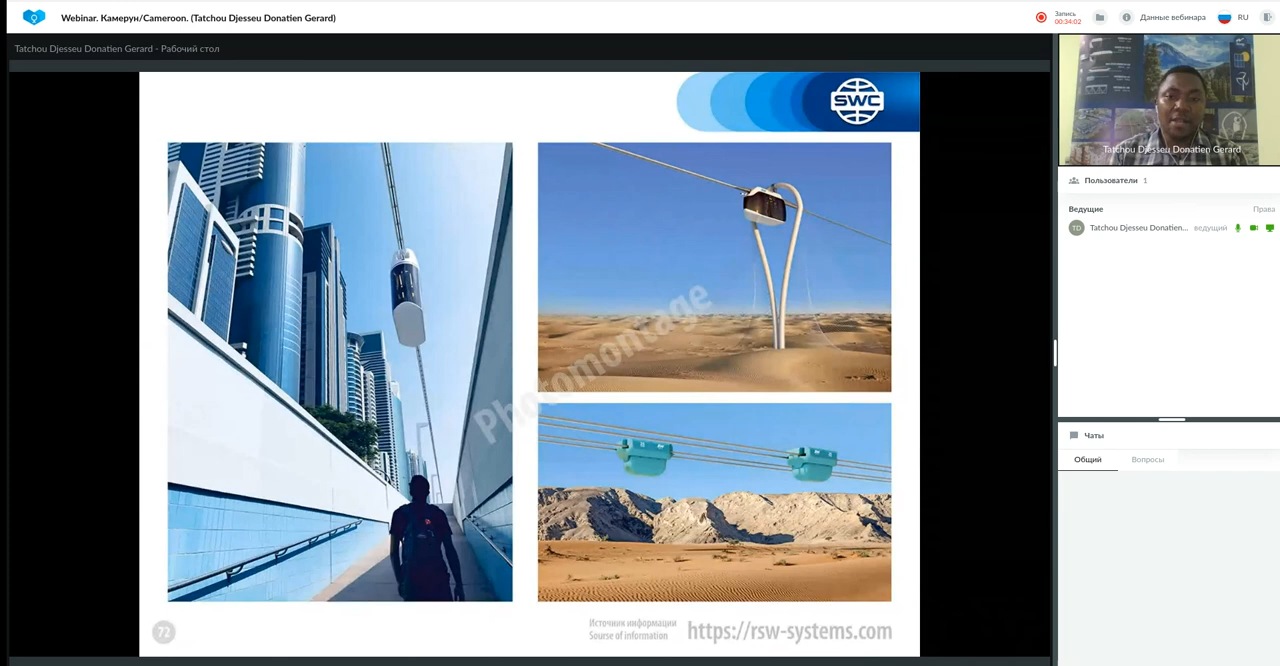 Webinar. Камерун/Cameroon. (Tatchou Djesseu Donatien Gerard)
Запись
00:34:02
Данные вебинара
RU
Tatchou Djesseu Donatien Gerard - Рабочий стол
SWC
Tatchou Djesseu Donatien Gerard
Пользователи 1
Ведущие
Права
TD
Tatchou Djesseu Donatien...
ведущий
Photomontage
Чаты
Общий
Вопросы
72
Источник информации
Sourse of information
https://rsw-systems.com